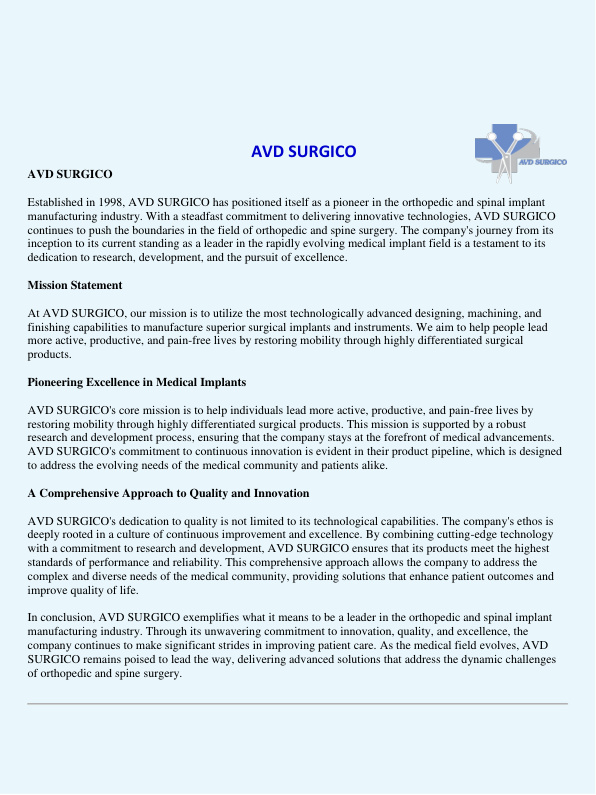 AVD SURGICO
AVD SURGICO
AVD SURGICO
Established in 1998, AVD SURGICO has positioned itself as a pioneer in the orthopedic and spinal implant
manufacturing industry. With a steadfast commitment to delivering innovative technologies, AVD SURGICO
continues to push the boundaries in the field of orthopedic and spine surgery. The company's journey from its
inception to its current standing as a leader in the rapidly evolving medical implant field is a testament to its
dedication to research, development, and the pursuit of excellence.
Mission Statement
At AVD SURGICO, our mission is to utilize the most technologically advanced designing, machining, and
finishing capabilities to manufacture superior surgical implants and instruments. We aim to help people lead
more active, productive, and pain-free lives by restoring mobility through highly differentiated surgical
products.
Pioneering Excellence in Medical Implants
AVD SURGICO's core mission is to help individuals lead more active, productive, and pain-free lives by
restoring mobility through highly differentiated surgical products. This mission is supported by a robust
research and development process, ensuring that the company stays at the forefront of medical advancements.
AVD SURGICO's commitment to continuous innovation is evident in their product pipeline, which is designed
to address the evolving needs of the medical community and patients alike.
A Comprehensive Approach to Quality and Innovation
AVD SURGICO's dedication to quality is not limited to its technological capabilities. The company's ethos is
deeply rooted in a culture of continuous improvement and excellence. By combining cutting-edge technology
with a commitment to research and development, AVD SURGICO ensures that its products meet the highest
standards of performance and reliability. This comprehensive approach allows the company to address the
complex and diverse needs of the medical community, providing solutions that enhance patient outcomes and
improve quality of life.
In conclusion, AVD SURGICO exemplifies what it means to be a leader in the orthopedic and spinal implant
manufacturing industry. Through its unwavering commitment to innovation, quality, and excellence, the
company continues to make significant strides in improving patient care. As the medical field evolves, AVD
SURGICO remains poised to lead the way, delivering advanced solutions that address the dynamic challenges
of orthopedic and spine surgery.